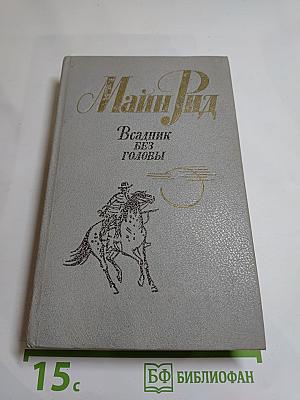 Майн Рид
Всадник
без
головы
15с
БФ БИБЛИОФАН